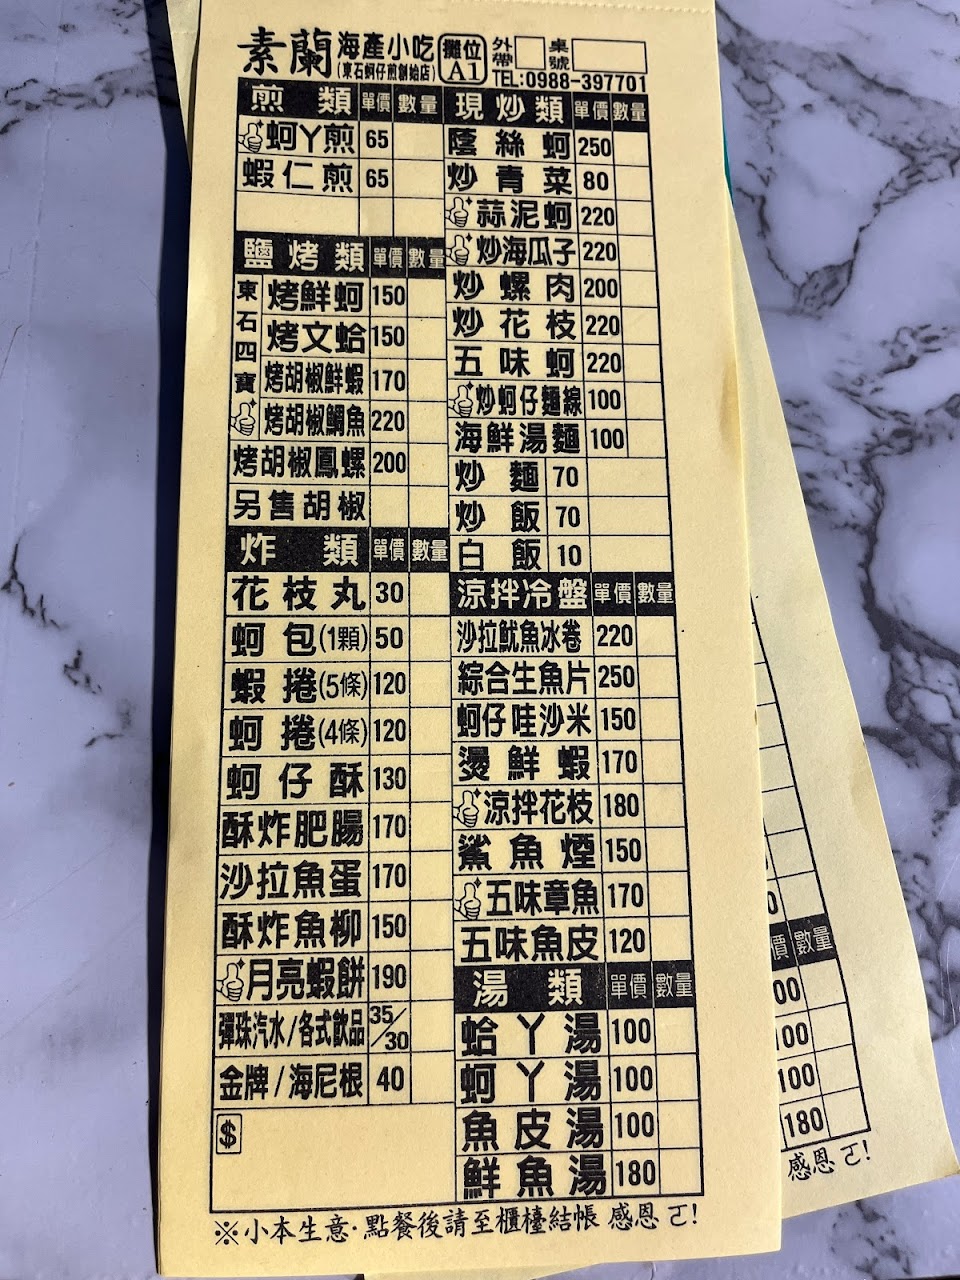 素蘭 海產小吃 攤位 A1 外帶 桌號
(東石蚵仔煎創始店) TEL:0988-397701
煎類 單價 數量
蚵ㄚ煎 65
蝦仁煎 65
鹽烤類 單價 數量
東石四寶
烤鮮蚵 150
烤文蛤 150
烤胡椒鮮蝦 170
烤胡椒鯛魚 220
烤胡椒鳳螺 200
另售胡椒
炸類 單價 數量
花枝丸 30
蚵包(1顆) 50
蝦捲(5條) 120
蚵捲(4條) 120
蚵仔酥 130
酥炸肥腸 170
沙拉魚蛋 170
酥炸魚柳 150
月亮蝦餅 190
彈珠汽水/各式飲品 35/30
金牌/海尼根 40
$
現炒類 單價 數量
蔭絲蚵 250
炒青菜 80
蒜泥蚵 220
炒海瓜子 220
炒螺肉 200
炒花枝 220
五味蚵 220
炒蚵仔麵線 100
海鮮湯麵 100
炒麵 70
炒飯 70
白飯 10
涼拌冷盤 單價 數量
沙拉魷魚冰卷 220
綜合生魚片 250
蚵仔哇沙米 150
燙鮮蝦 170
涼拌花枝 180
鯊魚煙 150
五味章魚 170
五味魚皮 120
湯類 單價 數量
蛤ㄚ湯 100
蚵ㄚ湯 100
魚皮湯 100
鮮魚湯 180
※小本生意·點餐後請至櫃檯結帳 感恩ㄛ!
價 數量
00
100
100
180
感恩ㄛ!